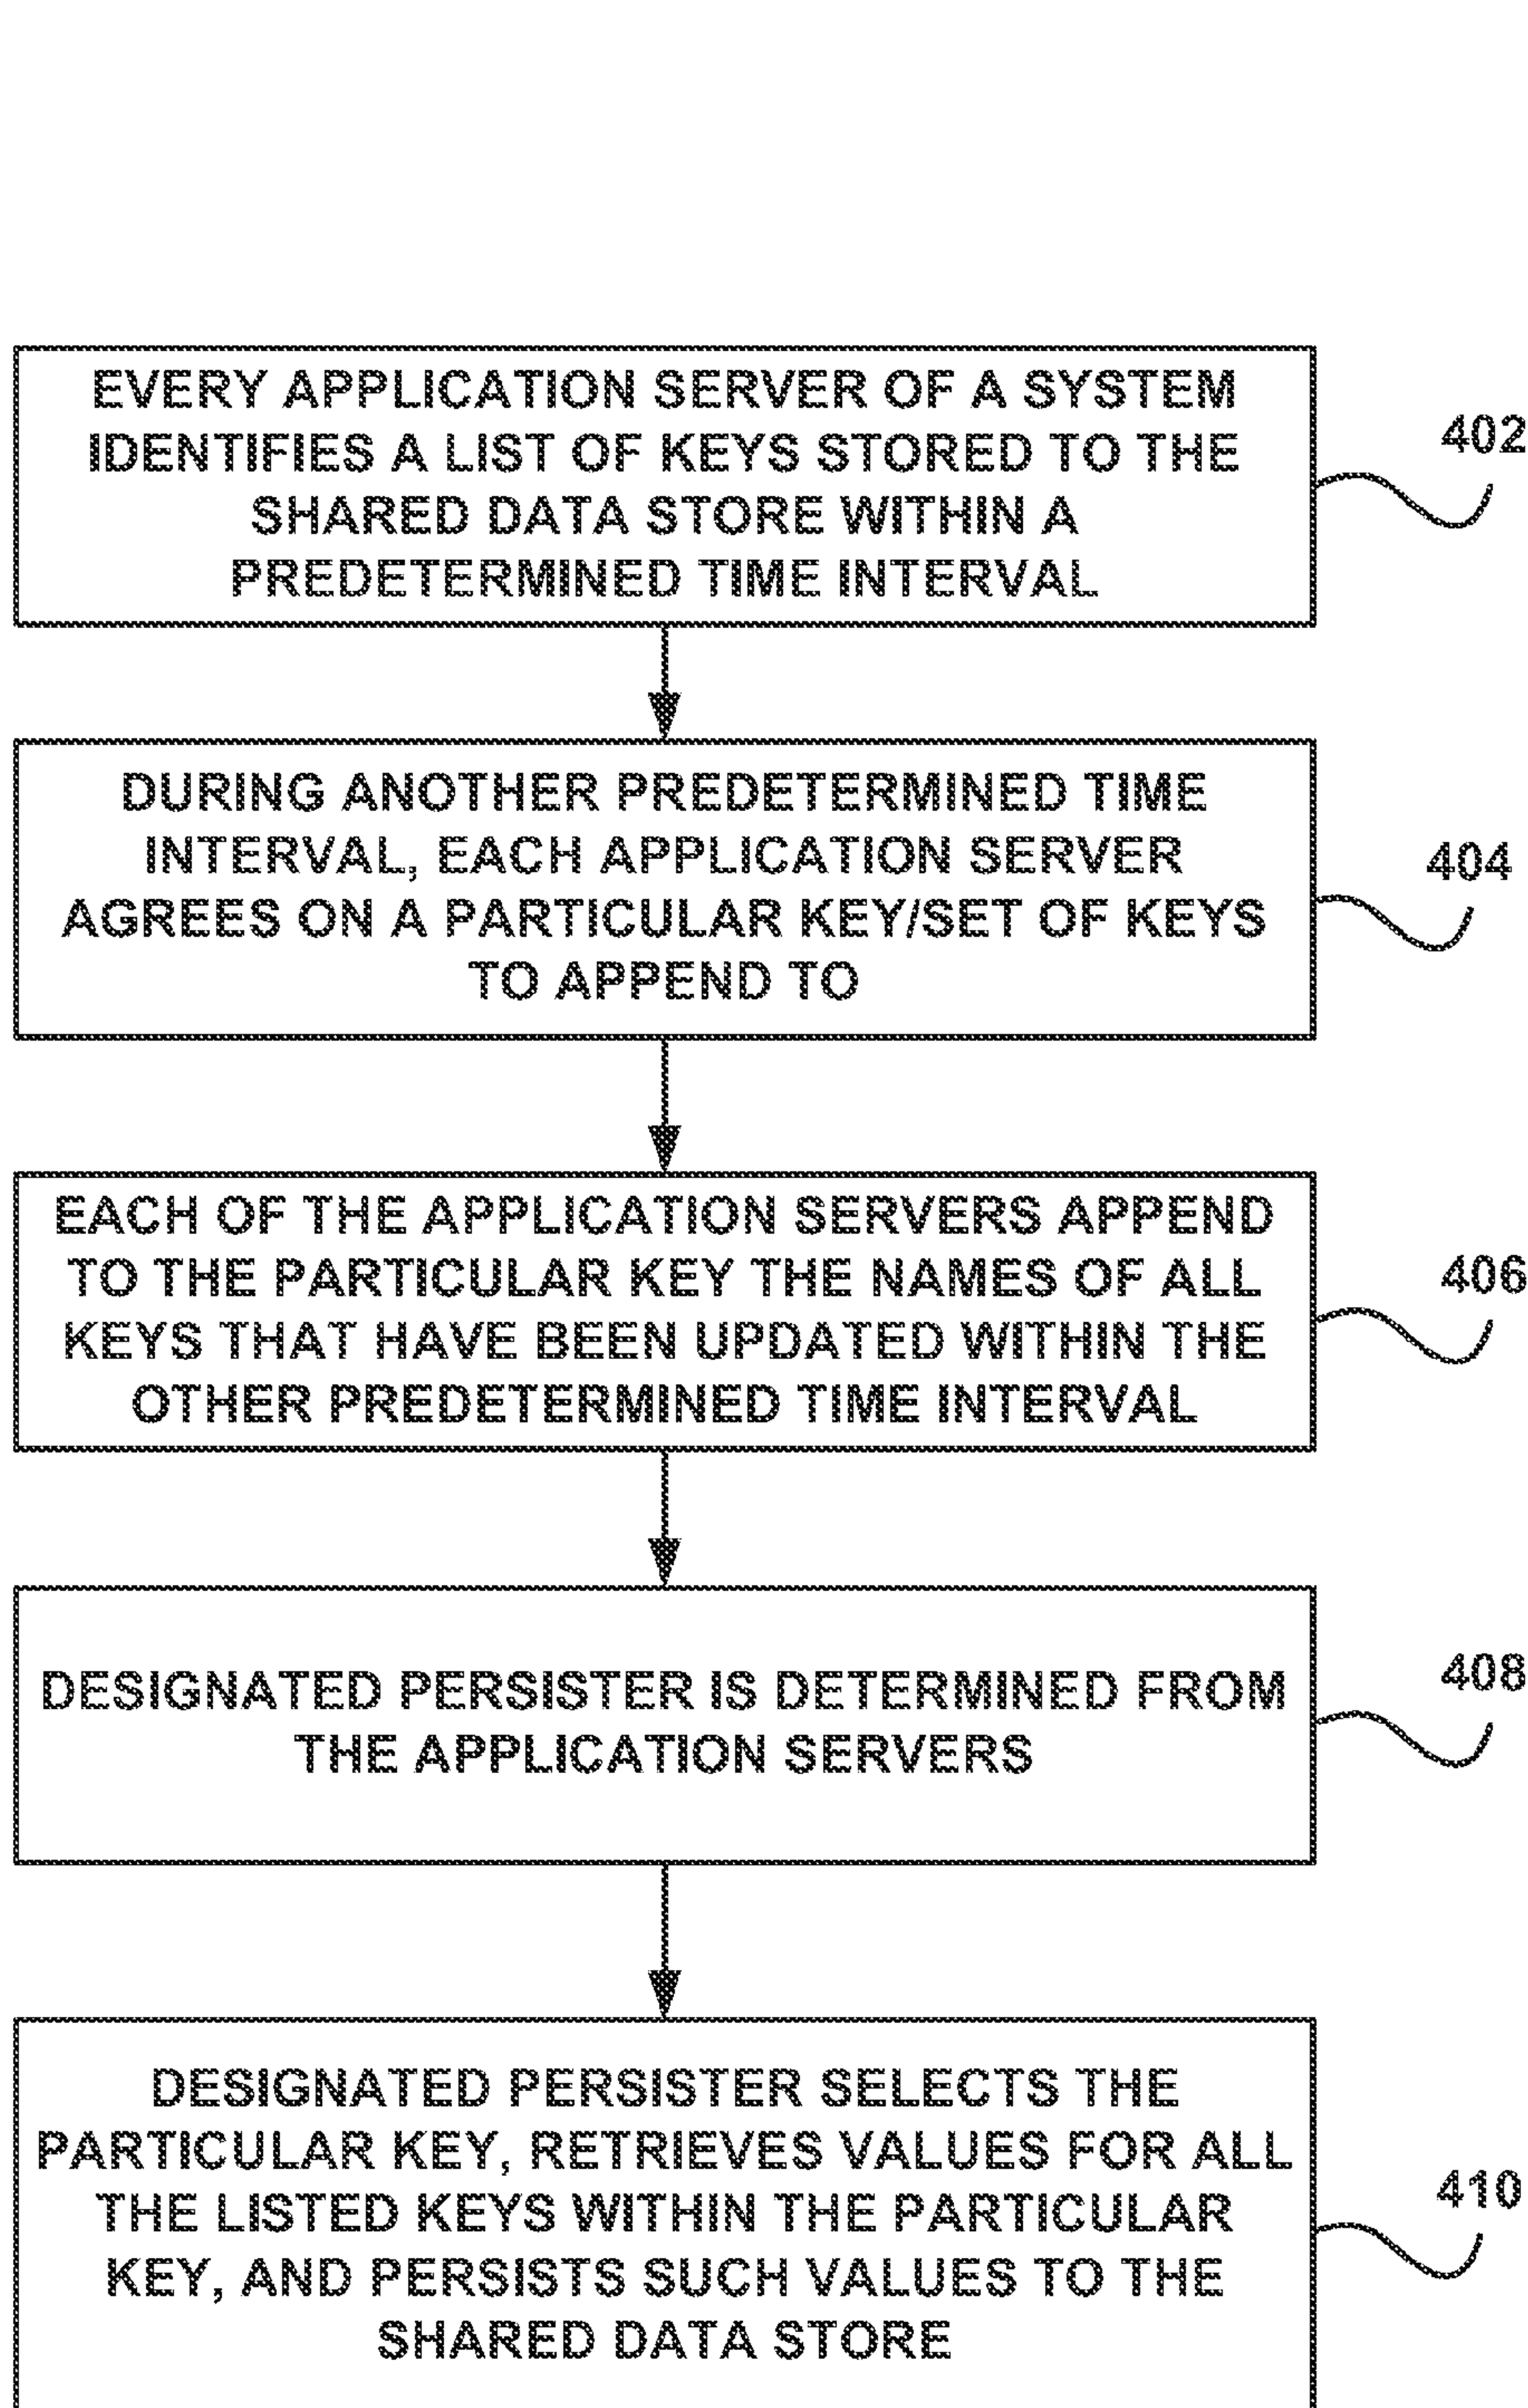 EVERY APPLICATION SERVER OF A SYSTEM
IDENTIFIES A LIST OF KEYS STORED TO THE
SHARED DATA STORE WITHIN A
PREDETERMINED TIME INTERVAL
402
DURING ANOTHER PREDETERMINED TIME
INTERVAL, EACH APPLICATION SERVER
AGREES ON A PARTICULAR KEY/SET OF KEYS
TO APPEND TO
404
EACH OF THE APPLICATION SERVERS APPEND
TO THE PARTICULAR KEY THE NAMES OF ALL
KEYS THAT HAVE BEEN UPDATED WITHIN THE
OTHER PREDETERMINED TIME INTERVAL
406
DESIGNATED PERSISTER IS DETERMINED FROM
THE APPLICATION SERVERS
408
DESIGNATED PERSISTER SELECTS THE
PARTICULAR KEY, RETRIEVES VALUES FOR ALL
THE LISTED KEYS WITHIN THE PARTICULAR
KEY, AND PERSISTS SUCH VALUES TO THE
SHARED DATA STORE
410